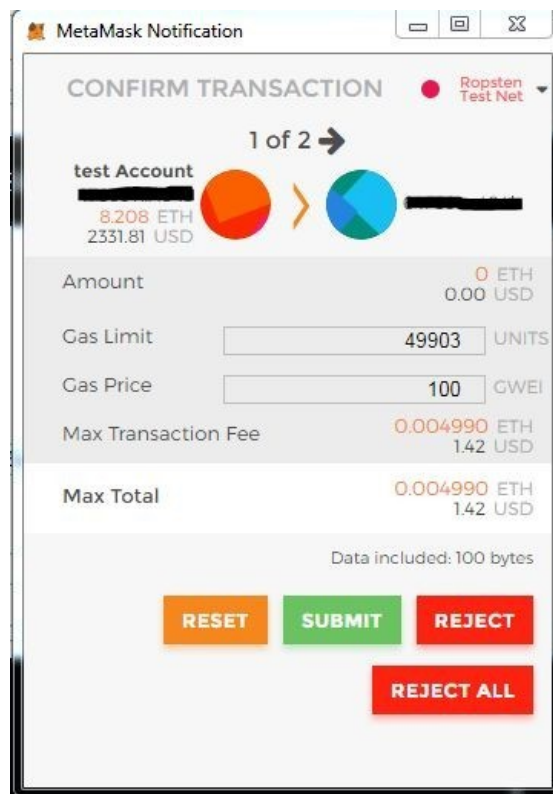 MetaMask Notification
CONFIRM TRANSACTION
Ropsten
Test Net
1 of 2
test Account
8.208 ETH
2331.81 USD
Amount
0 ETH
0.00 USD
Gas Limit
49903 UNITS
Gas Price
100 GWEI
Max Transaction Fee
0.004990 ETH
1.42 USD
Max Total
0.004990 ETH
1.42 USD
Data included: 100 bytes
RESET SUBMIT REJECT
REJECT ALL